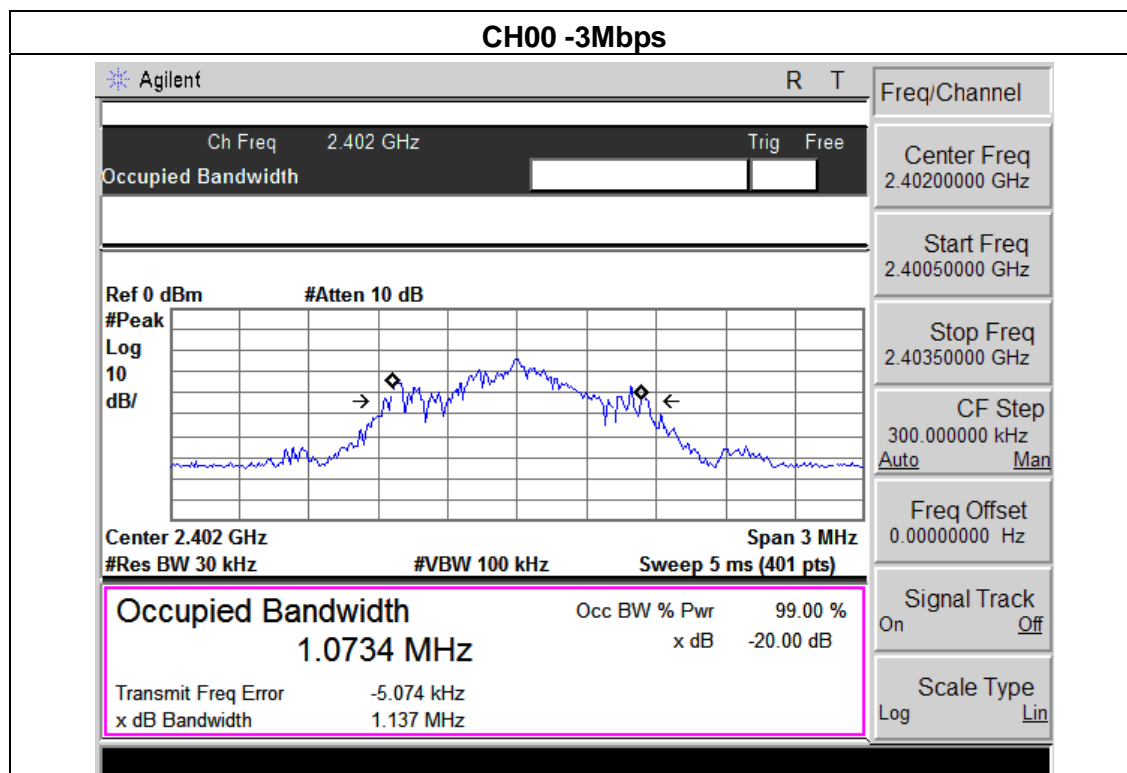 CH00 -3Mbps
Agilent R T
Ch Freq 2.402 GHz Trig Free
Occupied Bandwidth
Ref 0 dBm #Atten 10 dB
#Peak
Log
10
dB/
Center 2.402 GHz Span 3 MHz
#Res BW 30 kHz #VBW 100 kHz Sweep 5 ms (401 pts)
Occupied Bandwidth Occ BW % Pwr 99.00 %
1.0734 MHz x dB -20.00 dB
Transmit Freq Error -5.074 kHz
x dB Bandwidth 1.137 MHz
Freq/Channel
Center Freq
2.40200000 GHz
Start Freq
2.40050000 GHz
Stop Freq
2.40350000 GHz
CF Step
300.000000 kHz
Auto Man
Freq Offset
0.00000000 Hz
Signal Track
On Off
Scale Type
Log Lin